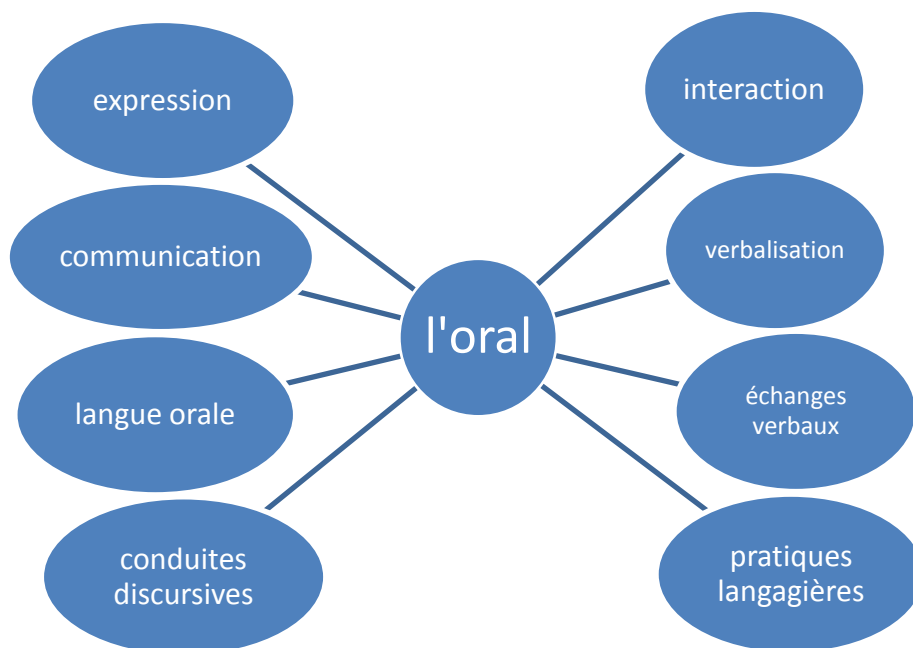 expression
communication
langue orale
conduites
discursives
l'oral
interaction
verbalisation
échanges
verbaux
pratiques
langagières